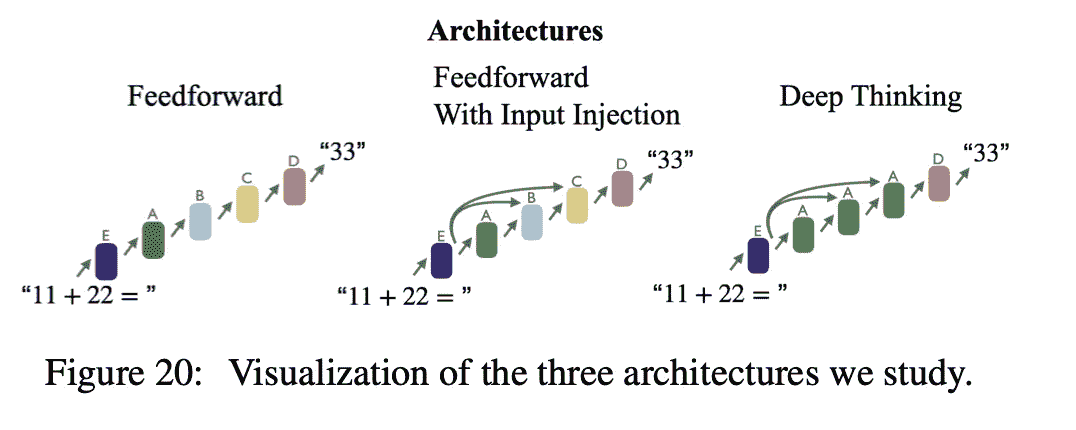 Architectures
Feedforward
E
A
B
C
D
“33”
“11 + 22 = ”
Feedforward
With Input Injection
E
A
B
C
D
“33”
“11 + 22 = ”
Deep Thinking
E
A
A
A
D
“33”
“11 + 22 = ”
Figure 20: Visualization of the three architectures we study.